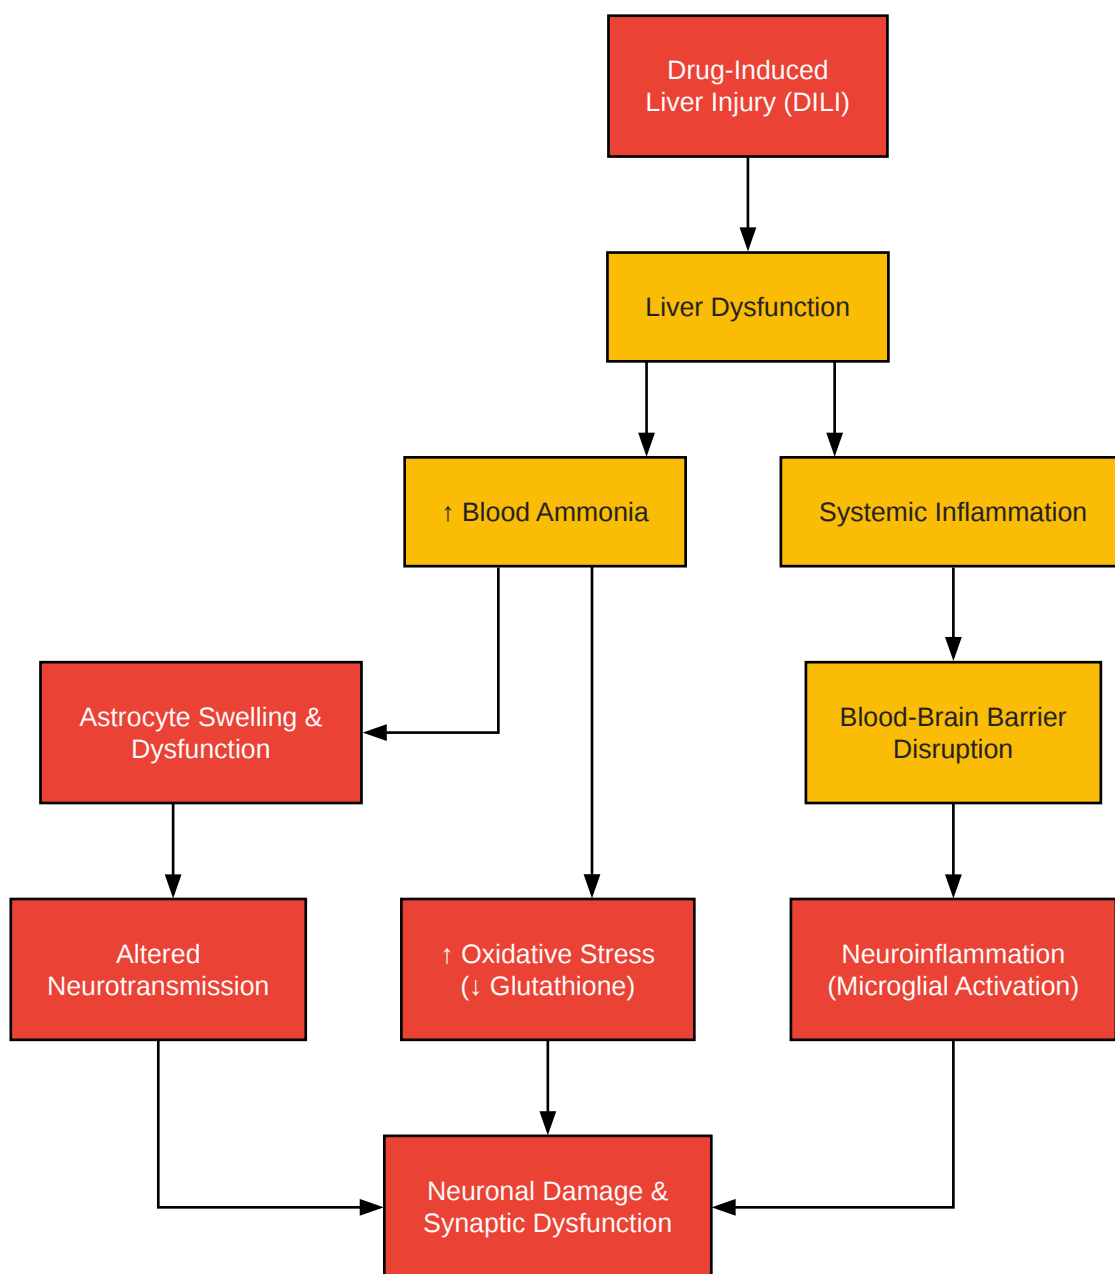 Drug-Induced
Liver Injury (DILI)
Liver Dysfunction
↑ Blood Ammonia
Systemic Inflammation
Astrocyte Swelling &
Dysfunction
Blood-Brain Barrier
Disruption
Altered
Neurotransmission
↑ Oxidative Stress
(↓ Glutathione)
Neuroinflammation
(Microglial Activation)
Neuronal Damage &
Synaptic Dysfunction